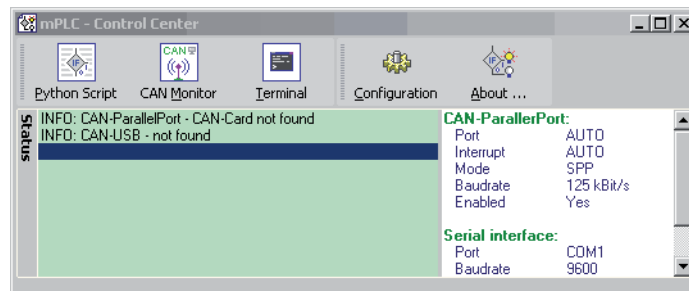 mPLC - Control Center
CAN
IF
Python Script CAN Monitor Terminal Configuration About ...
Status
INFO: CAN-ParallelPort - CAN-Card not found
INFO: CAN-USB - not found
CAN-ParallerPort:
Port AUTO
Interrupt AUTO
Mode SPP
Baudrate 125 kBit/s
Enabled Yes
Serial interface:
Port COM1
Baudrate 9600